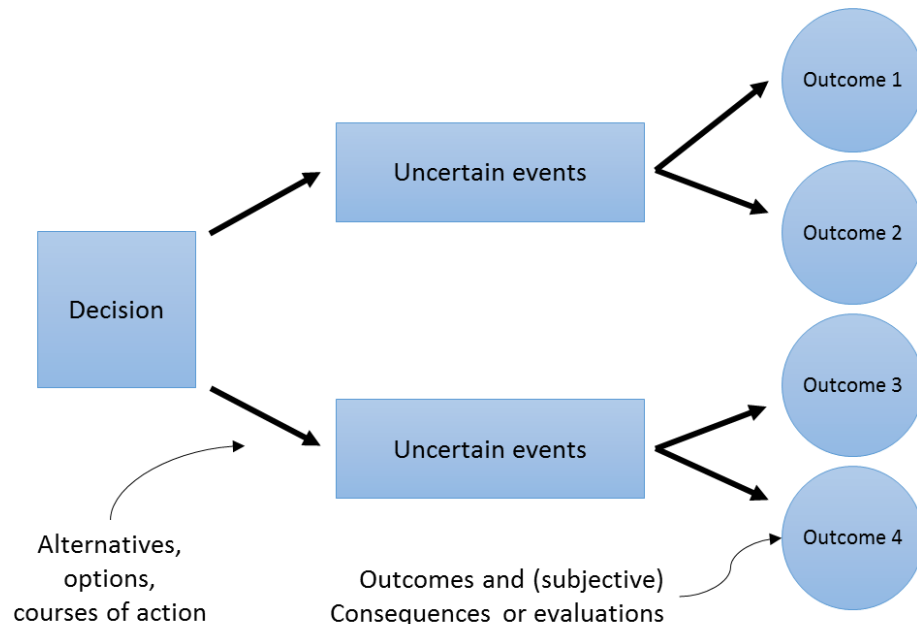 Outcome 1
Uncertain events
Outcome 2
Decision
Outcome 3
Uncertain events
Outcome 4
Alternatives,
options,
courses of action
Outcomes and (subjective)
Consequences or evaluations